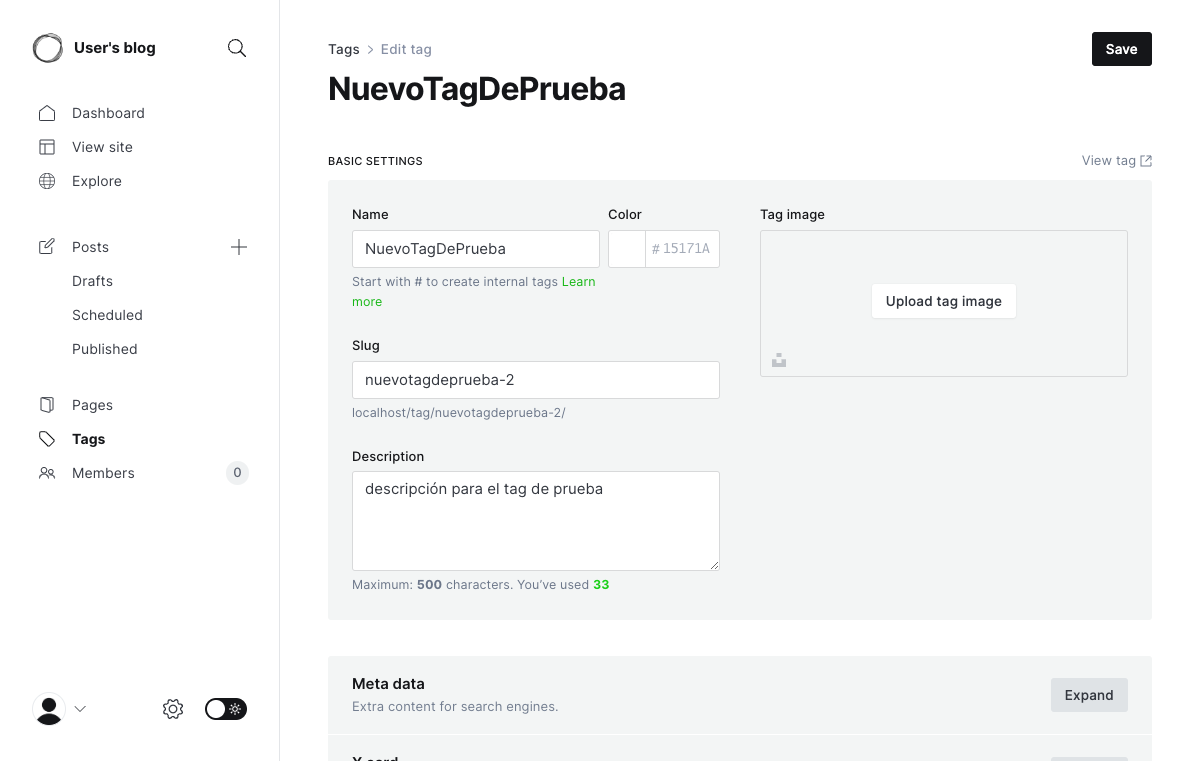 User's blog
Dashboard
View site
Explore
Posts
Drafts
Scheduled
Published
Pages
Tags
Members
0
Tags
Edit tag
Save
NuevoTagDePrueba
BASIC SETTINGS
View tag
Name
Color
NuevoTagDePrueba
# 15171A
Start with # to create internal tags Learn
more
Slug
nuevotagdeprueba-2
localhost/tag/nuevotagdeprueba-2/
Description
descripción para el tag de prueba
Maximum: 500 characters. You’ve used 33
Tag image
Upload tag image
Meta data
Extra content for search engines.
Expand
X card